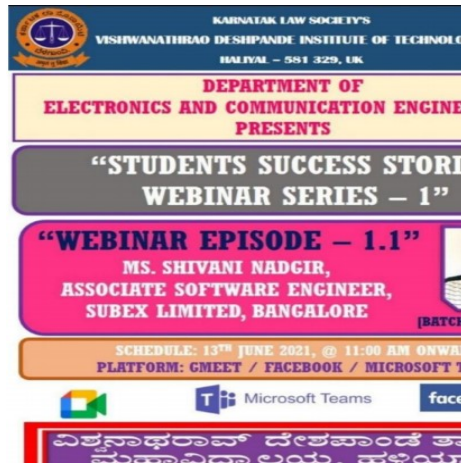 KARNATAK LAW SOCIETY'S
VISHWANATHRAO DESHPANDE INSTITUTE OF TECHNOLO
HALIYAL – 581 329, UK
DEPARTMENT OF
ELECTRONICS AND COMMUNICATION ENGINE
PRESENTS
“STUDENTS SUCCESS STORI
WEBINAR SERIES – 1”
“WEBINAR EPISODE – 1.1”
MS. SHIVANI NADGIR,
ASSOCIATE SOFTWARE ENGINEER,
SUBEX LIMITED, BANGALORE
[BATCH
SCHEDULE: 13TH JUNE 2021, @ 11:00 AM ONWA
PLATFORM: GMEET / FACEBOOK / MICROSOFT T
Microsoft Teams
face
ವಿಶ್ವನಾಥರಾವ್ ದೇಶಪಾಂಡೆ ತಾ